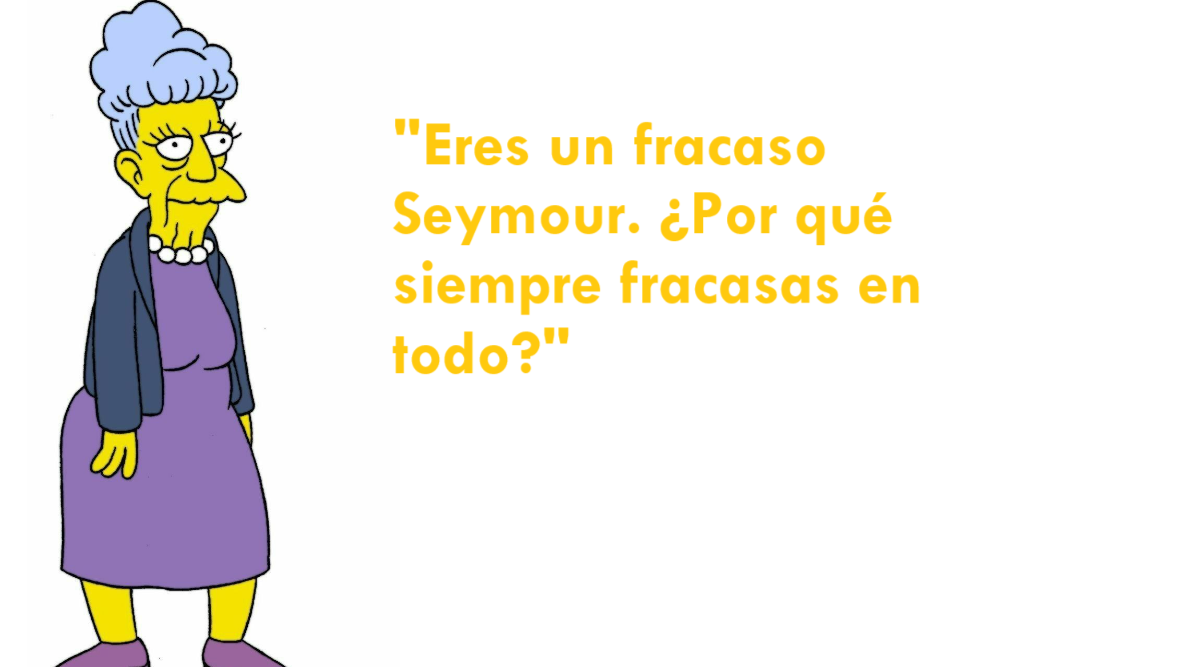 "Eres un fracaso
Seymour. ¿Por qué
siempre fracasas en
todo?"